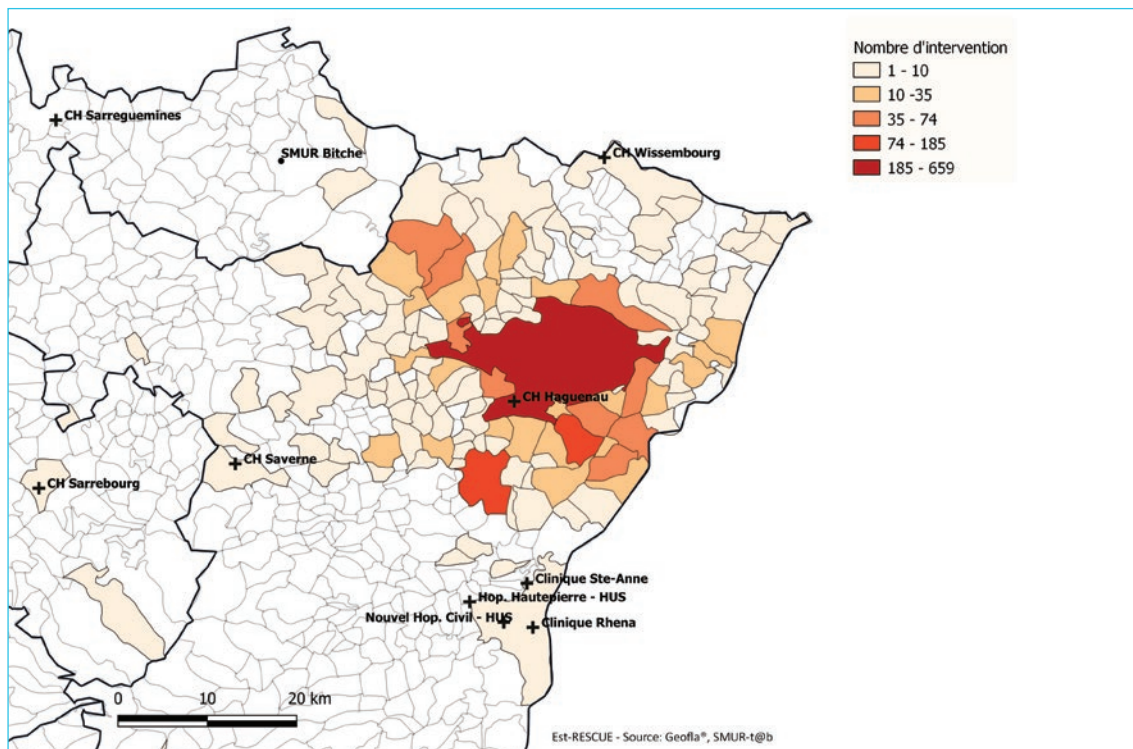 Nombre d'intervention
1 - 10
10 -35
35 - 74
74 - 185
185 - 659
CH Sarreguemines
SMUR Bitche
CH Wissembourg
CH Haguenau
CH Saverne
CH Sarrebourg
Clinique Ste-Anne
Hop. Hautepierre - HUS
Nouvel Hop. Civil - HUS
Clinique Rhena
0 10 20 km
Est-RESCUE - Source: Geofla®, SMUR-t@b